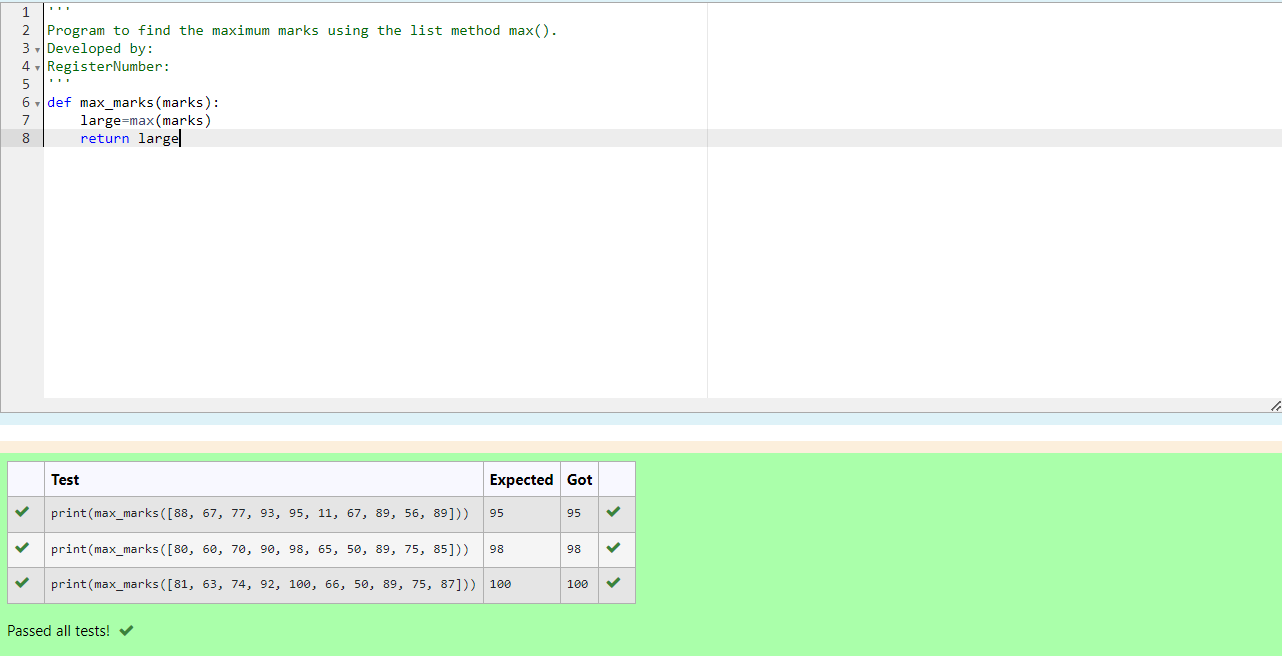 1 '''
2 Program to find the maximum marks using the list method max().
3 Developed by:
4 RegisterNumber:
5 '''
6 def max_marks(marks):
7     large=max(marks)
8     return large
Test Expected Got
print(max_marks([88, 67, 77, 93, 95, 11, 67, 89, 56, 89])) 95 95
print(max_marks([80, 60, 70, 90, 98, 65, 50, 89, 75, 85])) 98 98
print(max_marks([81, 63, 74, 92, 100, 66, 50, 89, 75, 87])) 100 100
Passed all tests!